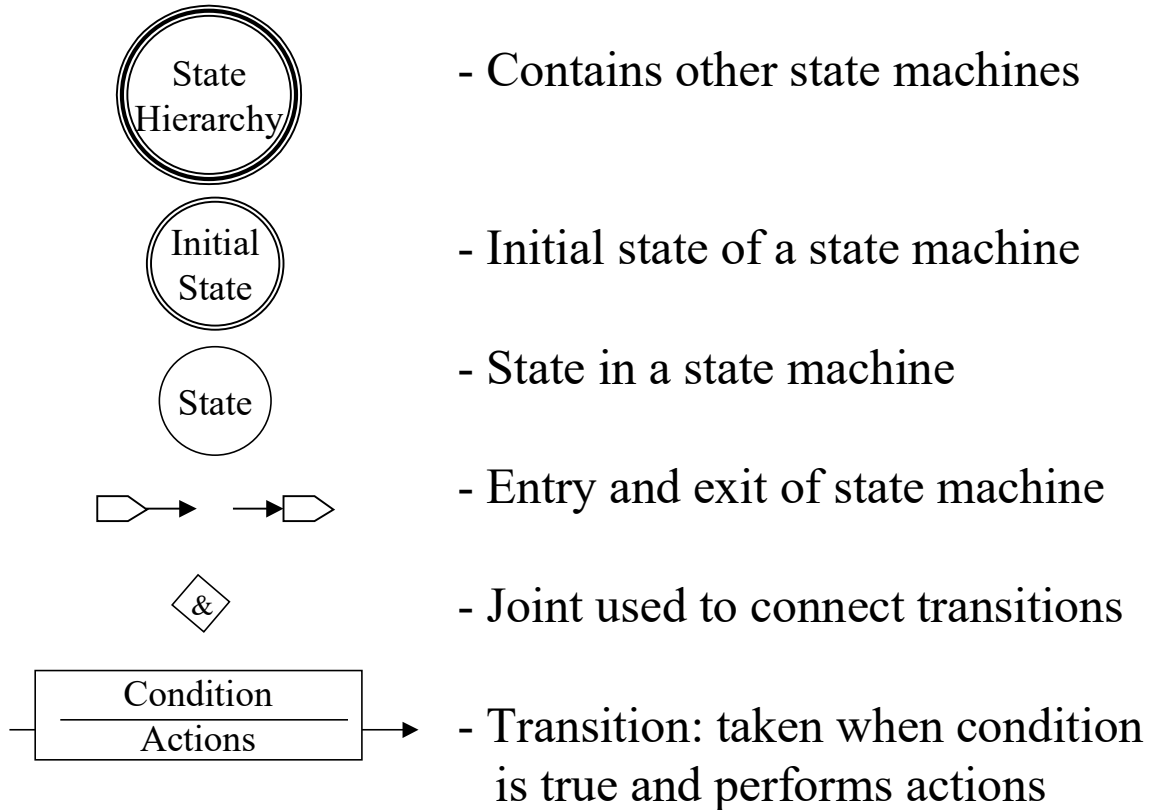 State
Hierarchy
- Contains other state machines
Initial
State
- Initial state of a state machine
State
- State in a state machine
- Entry and exit of state machine
&
- Joint used to connect transitions
Condition
Actions
- Transition: taken when condition
is true and performs actions